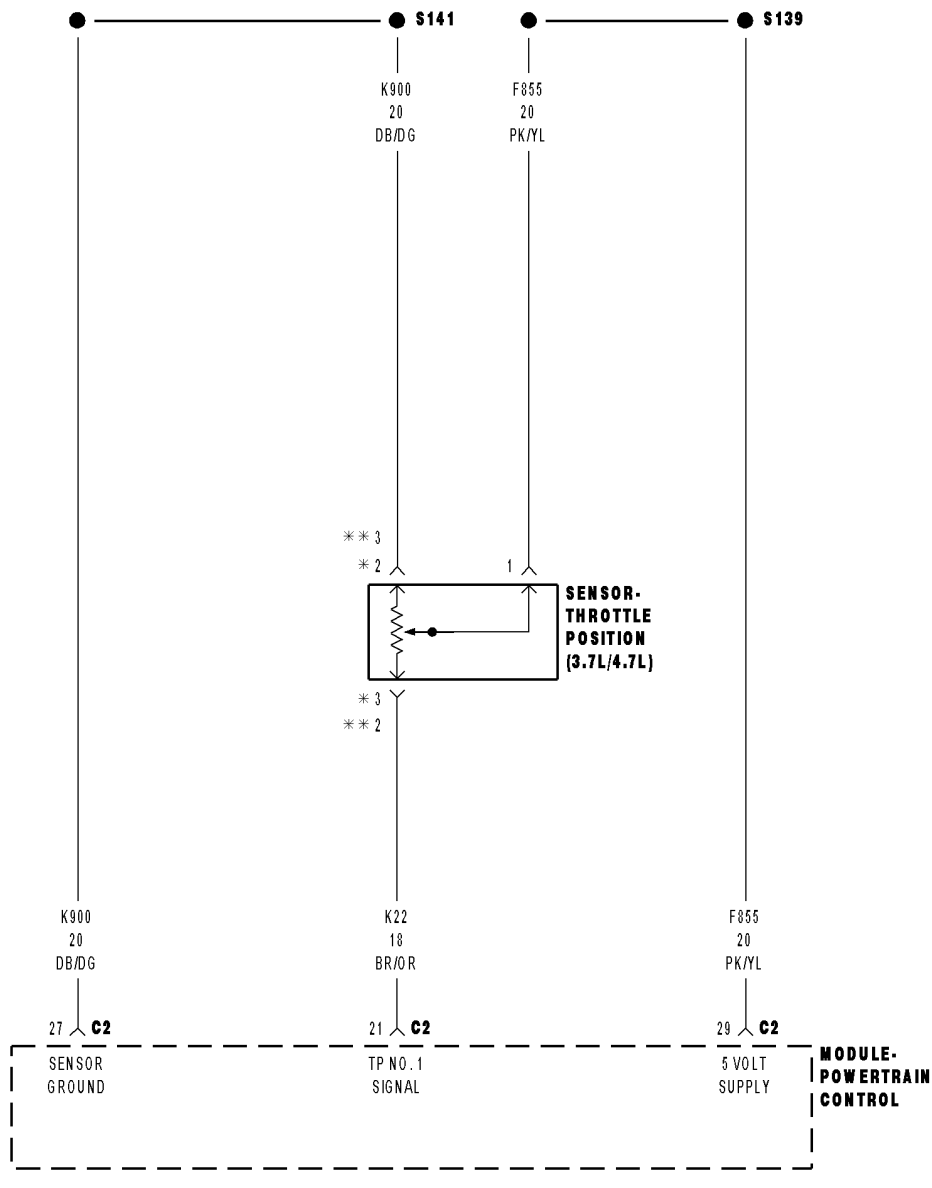 S141
S139
K900
20
DB/DG
F855
20
PK/YL
**3
*2
1
SENSOR-
THROTTLE
POSITION
(3.7L/4.7L)
*3
**2
K900
20
DB/DG
K22
18
BR/OR
F855
20
PK/YL
27 C2
21 C2
29 C2
SENSOR
GROUND
TP NO. 1
SIGNAL
5 VOLT
SUPPLY
MODULE-
POWERTRAIN
CONTROL